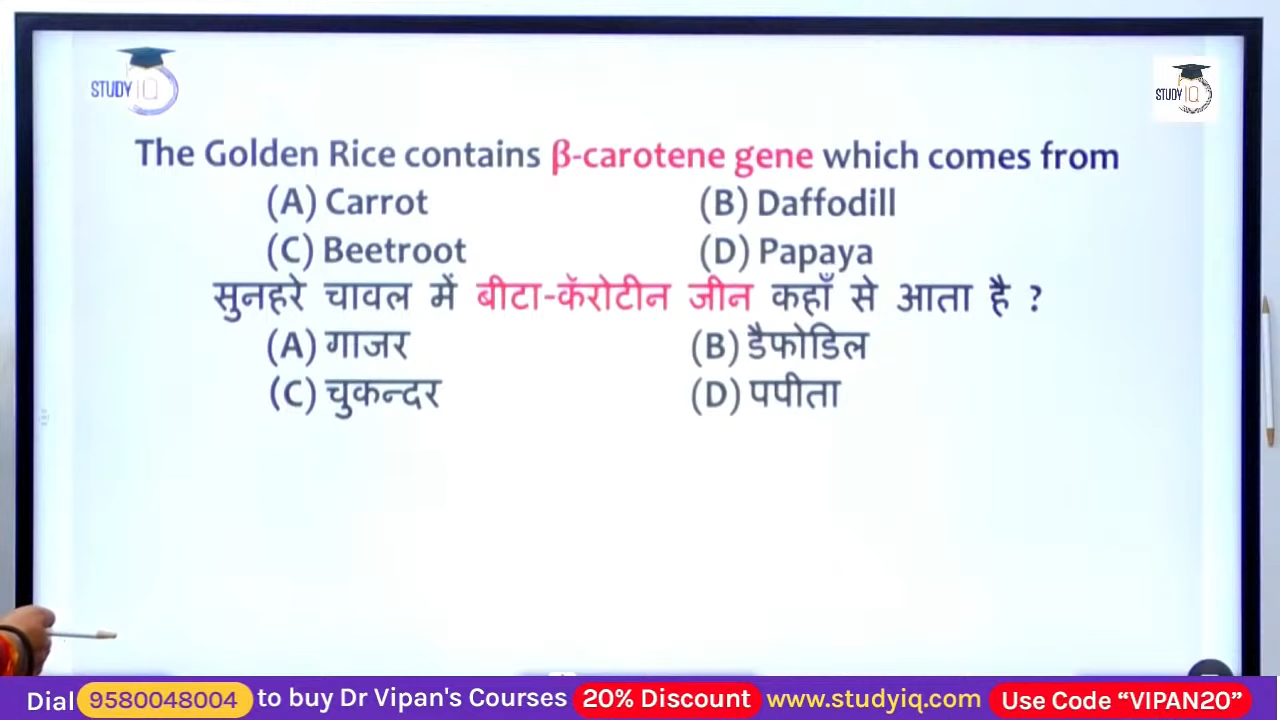 STUDY IQ
STUDY IQ
The Golden Rice contains β-carotene gene which comes from
(A) Carrot (B) Daffodill
(C) Beetroot (D) Papaya
सुनहरे चावल में बीटा-कॅरोटीन जीन कहाँ से आता है ?
(A) गाजर (B) डैफोडिल
(C) चुकन्दर (D) पपीता
Dial 9580048004 to buy Dr Vipan's Courses 20% Discount www.studyiq.com Use Code “VIPAN20”